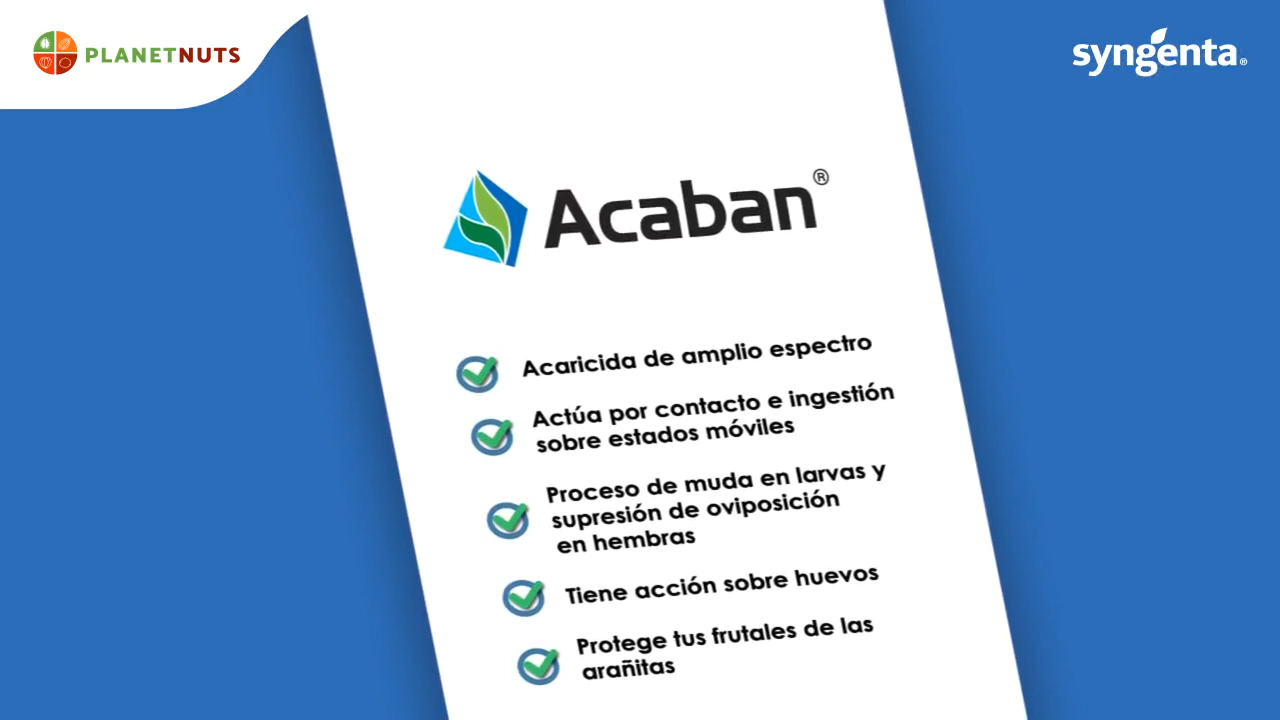 PLANETNUTS
syngenta®
Acaban®
Acaricida de amplio espectro
Actúa por contacto e ingestión
sobre estados móviles
Proceso de muda en larvas y
supresión de oviposición
en hembras
Tiene acción sobre huevos
Protege tus frutales de las
arañitas